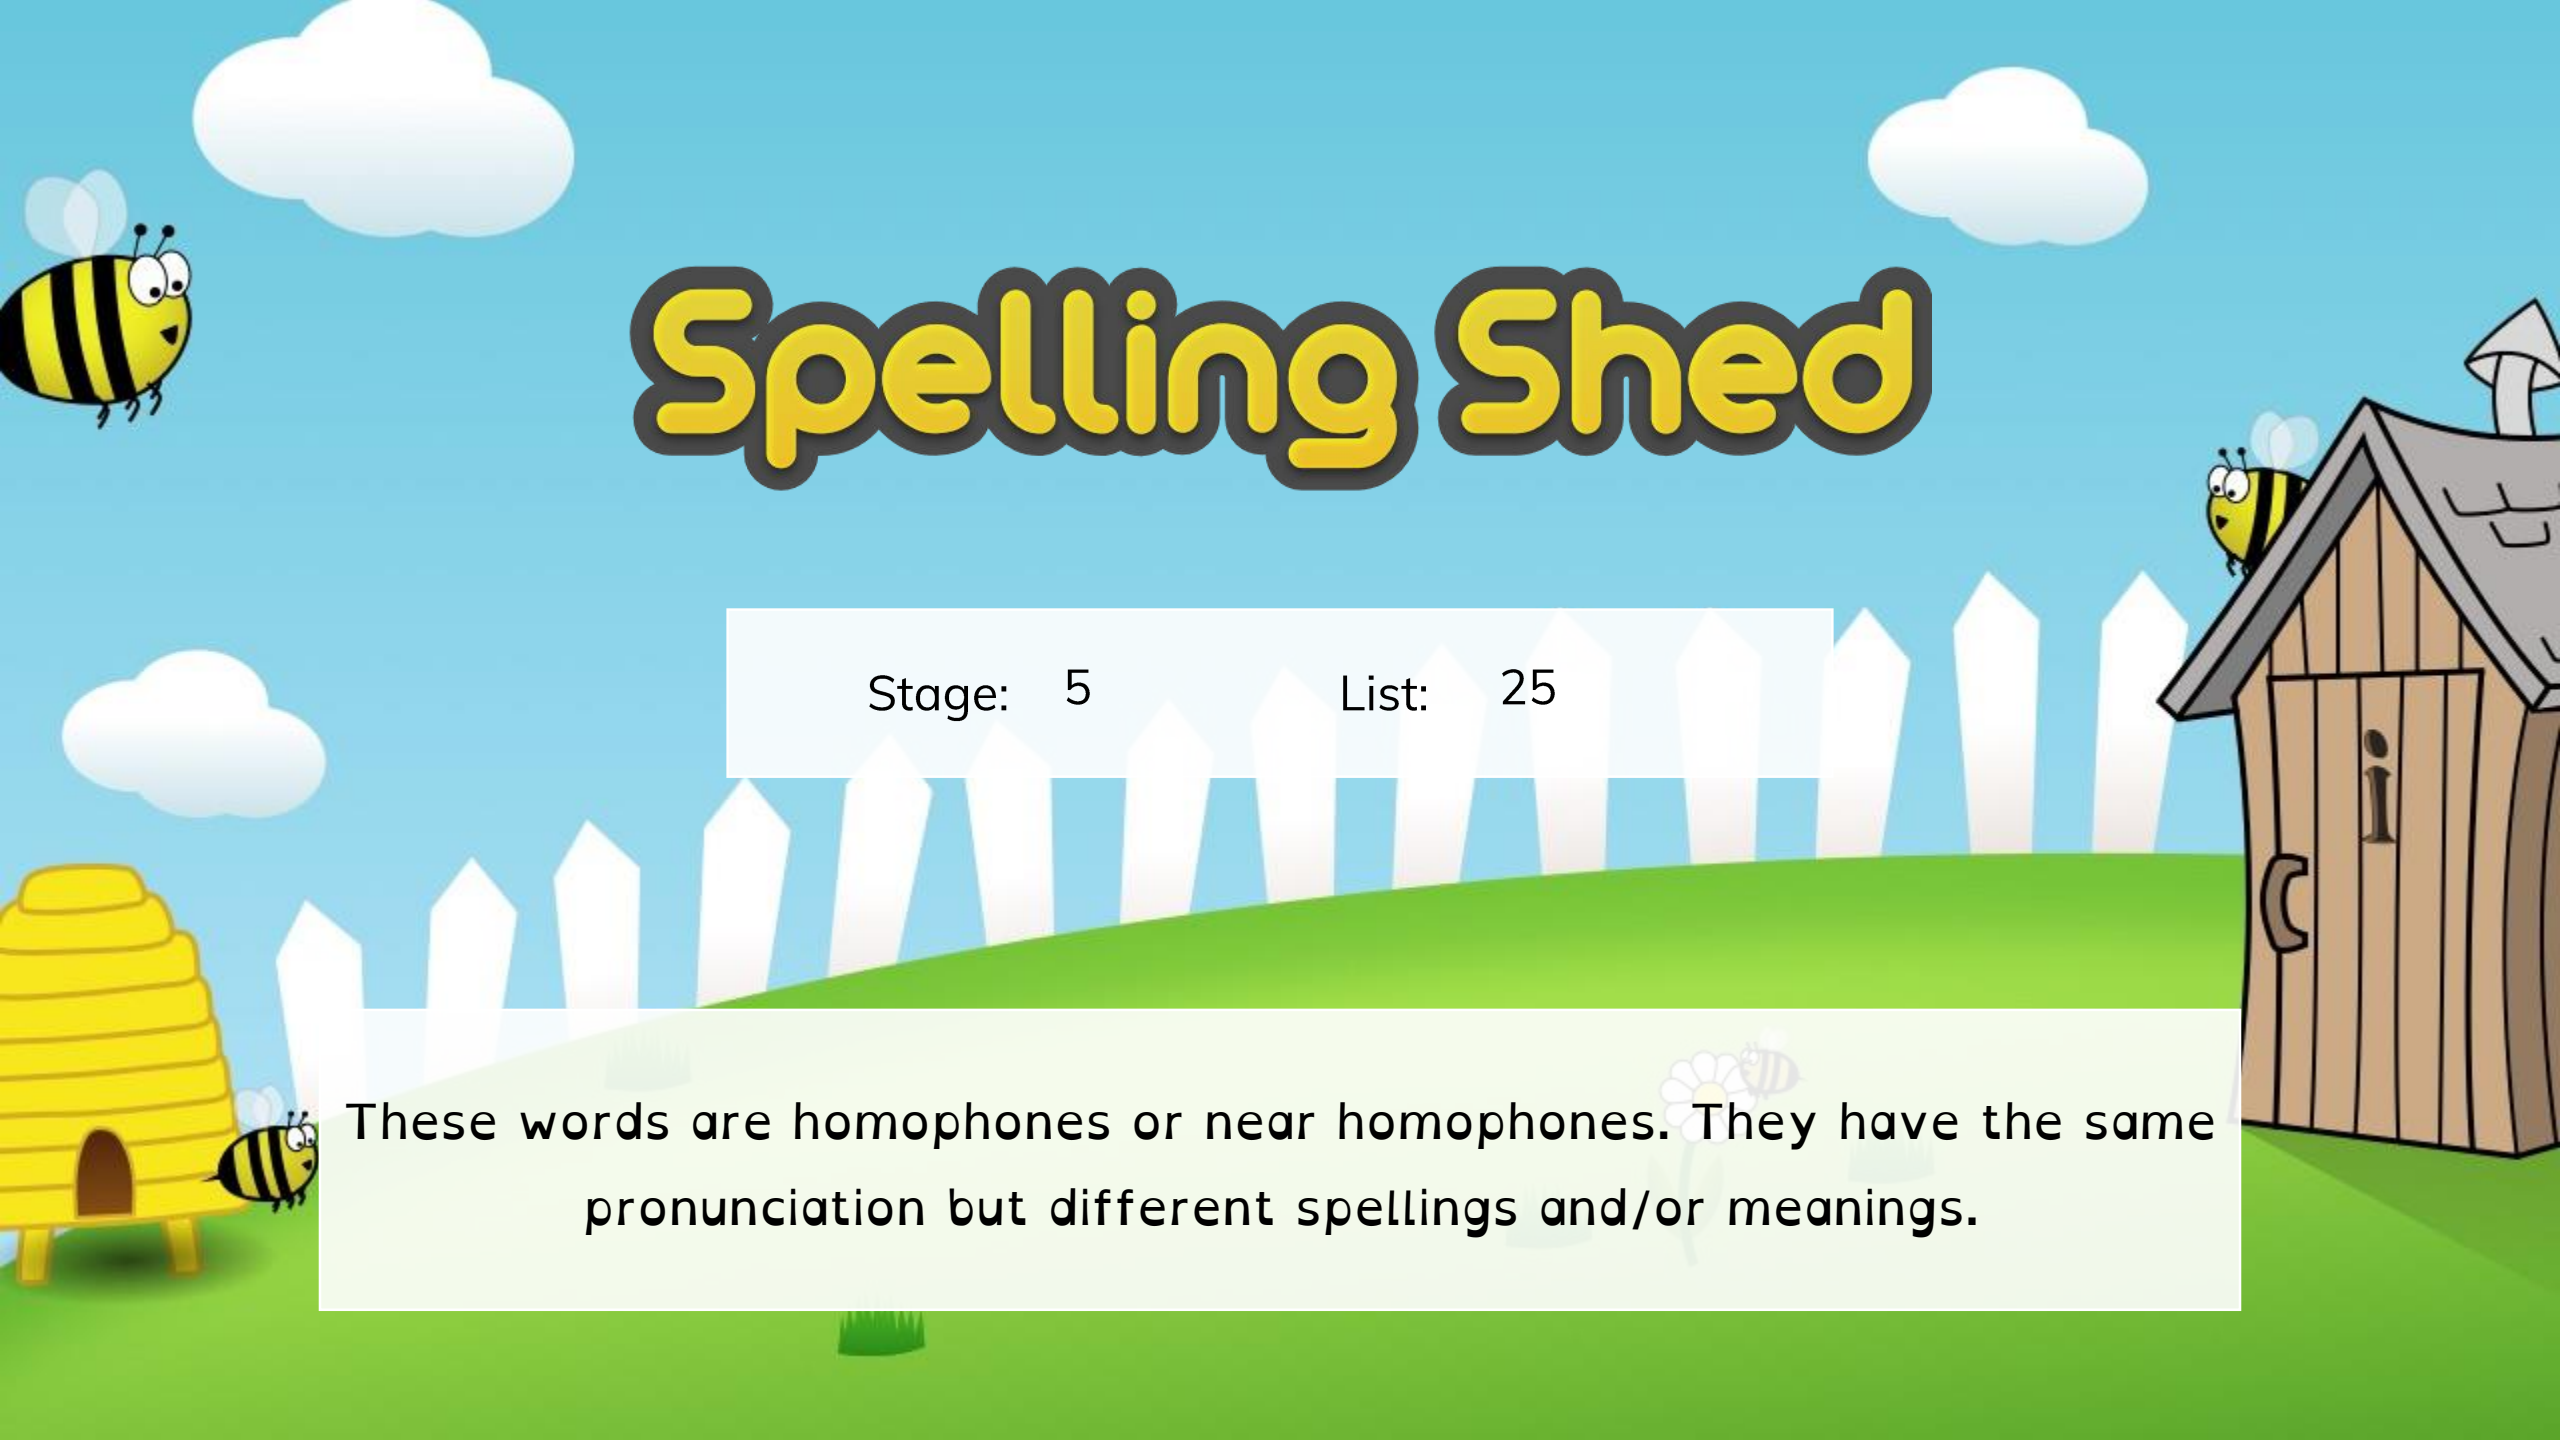 Spelling Shed
Stage: 5 List: 25
i
These words are homophones or near homophones. They have the same
pronunciation but different spellings and/or meanings.